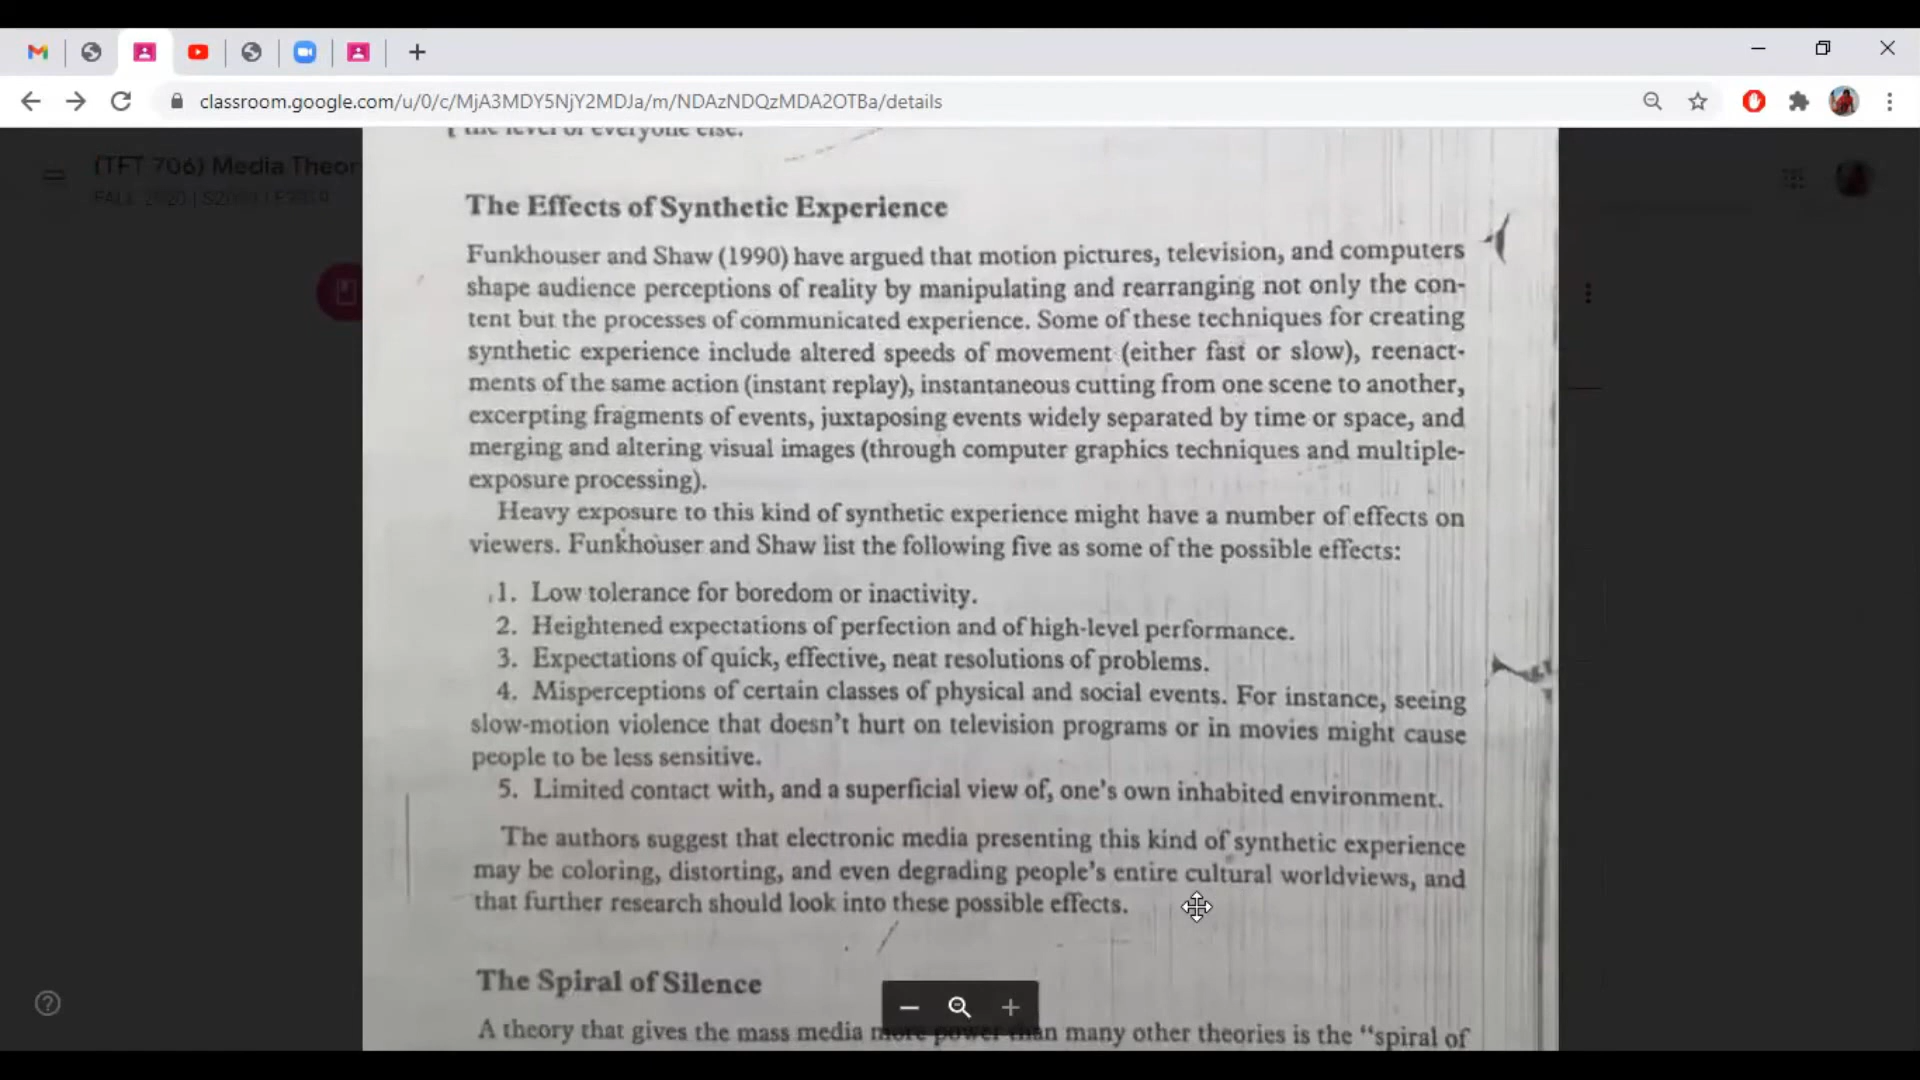 classroom.google.com/u/0/c/MjA3MDY5NjY2MDJa/m/NDAzNDQzMDA2OTBa/details
(TFT 706) Media Theor
the level of everyone else.
The Effects of Synthetic Experience
Funkhouser and Shaw (1990) have argued that motion pictures, television, and computers
shape audience perceptions of reality by manipulating and rearranging not only the con-
tent but the processes of communicated experience. Some of these techniques for creating
synthetic experience include altered speeds of movement (either fast or slow), reenact-
ments of the same action (instant replay), instantaneous cutting from one scene to another,
excerpting fragments of events, juxtaposing events widely separated by time or space, and
merging and altering visual images (through computer graphics techniques and multiple-
exposure processing).
Heavy exposure to this kind of synthetic experience might have a number of effects on
viewers. Funkhouser and Shaw list the following five as some of the possible effects:
1. Low tolerance for boredom or inactivity.
2. Heightened expectations of perfection and of high-level performance.
3. Expectations of quick, effective, neat resolutions of problems.
4. Misperceptions of certain classes of physical and social events. For instance, seeing
slow-motion violence that doesn't hurt on television programs or in movies might cause
people to be less sensitive.
5. Limited contact with, and a superficial view of, one's own inhabited environment.
The authors suggest that electronic media presenting this kind of synthetic experience
may be coloring, distorting, and even degrading people's entire cultural worldviews, and
that further research should look into these possible effects.
The Spiral of Silence
A theory that gives the mass media more power than many other theories is the "spiral of